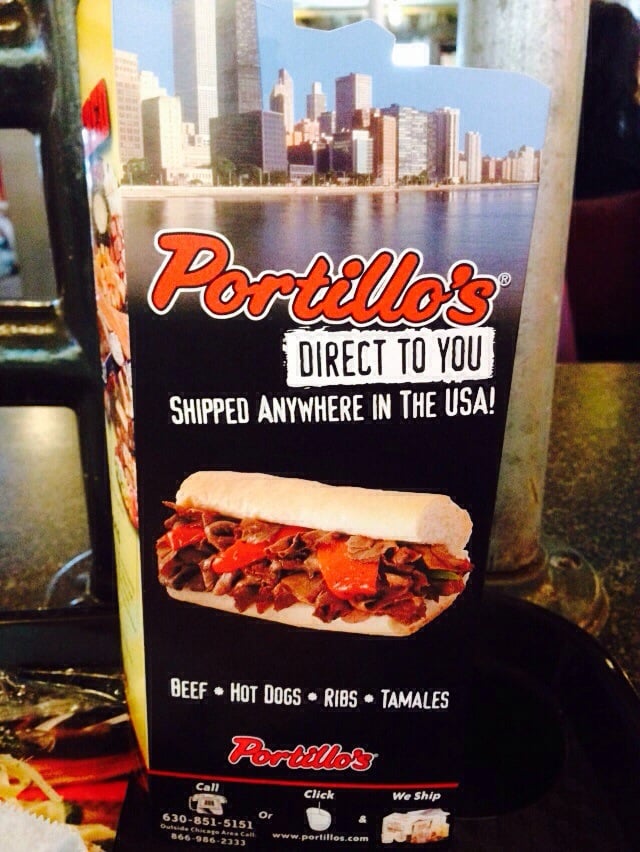 Portillo's®
DIRECT TO YOU
SHIPPED ANYWHERE IN THE USA!
BEEF • HOT DOGS • RIBS • TAMALES
Portillo's
Call
Click
We Ship
630-851-5151
Or
&
Outside Chicago Area Call:
866-986-2333
www.portillos.com